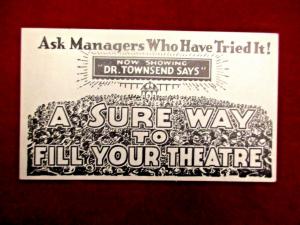 Ask Managers Who Have Tried It!
NOW SHOWING
"DR. TOWNSEND SAYS"
A SURE WAY
TO
FILL YOUR THEATRE